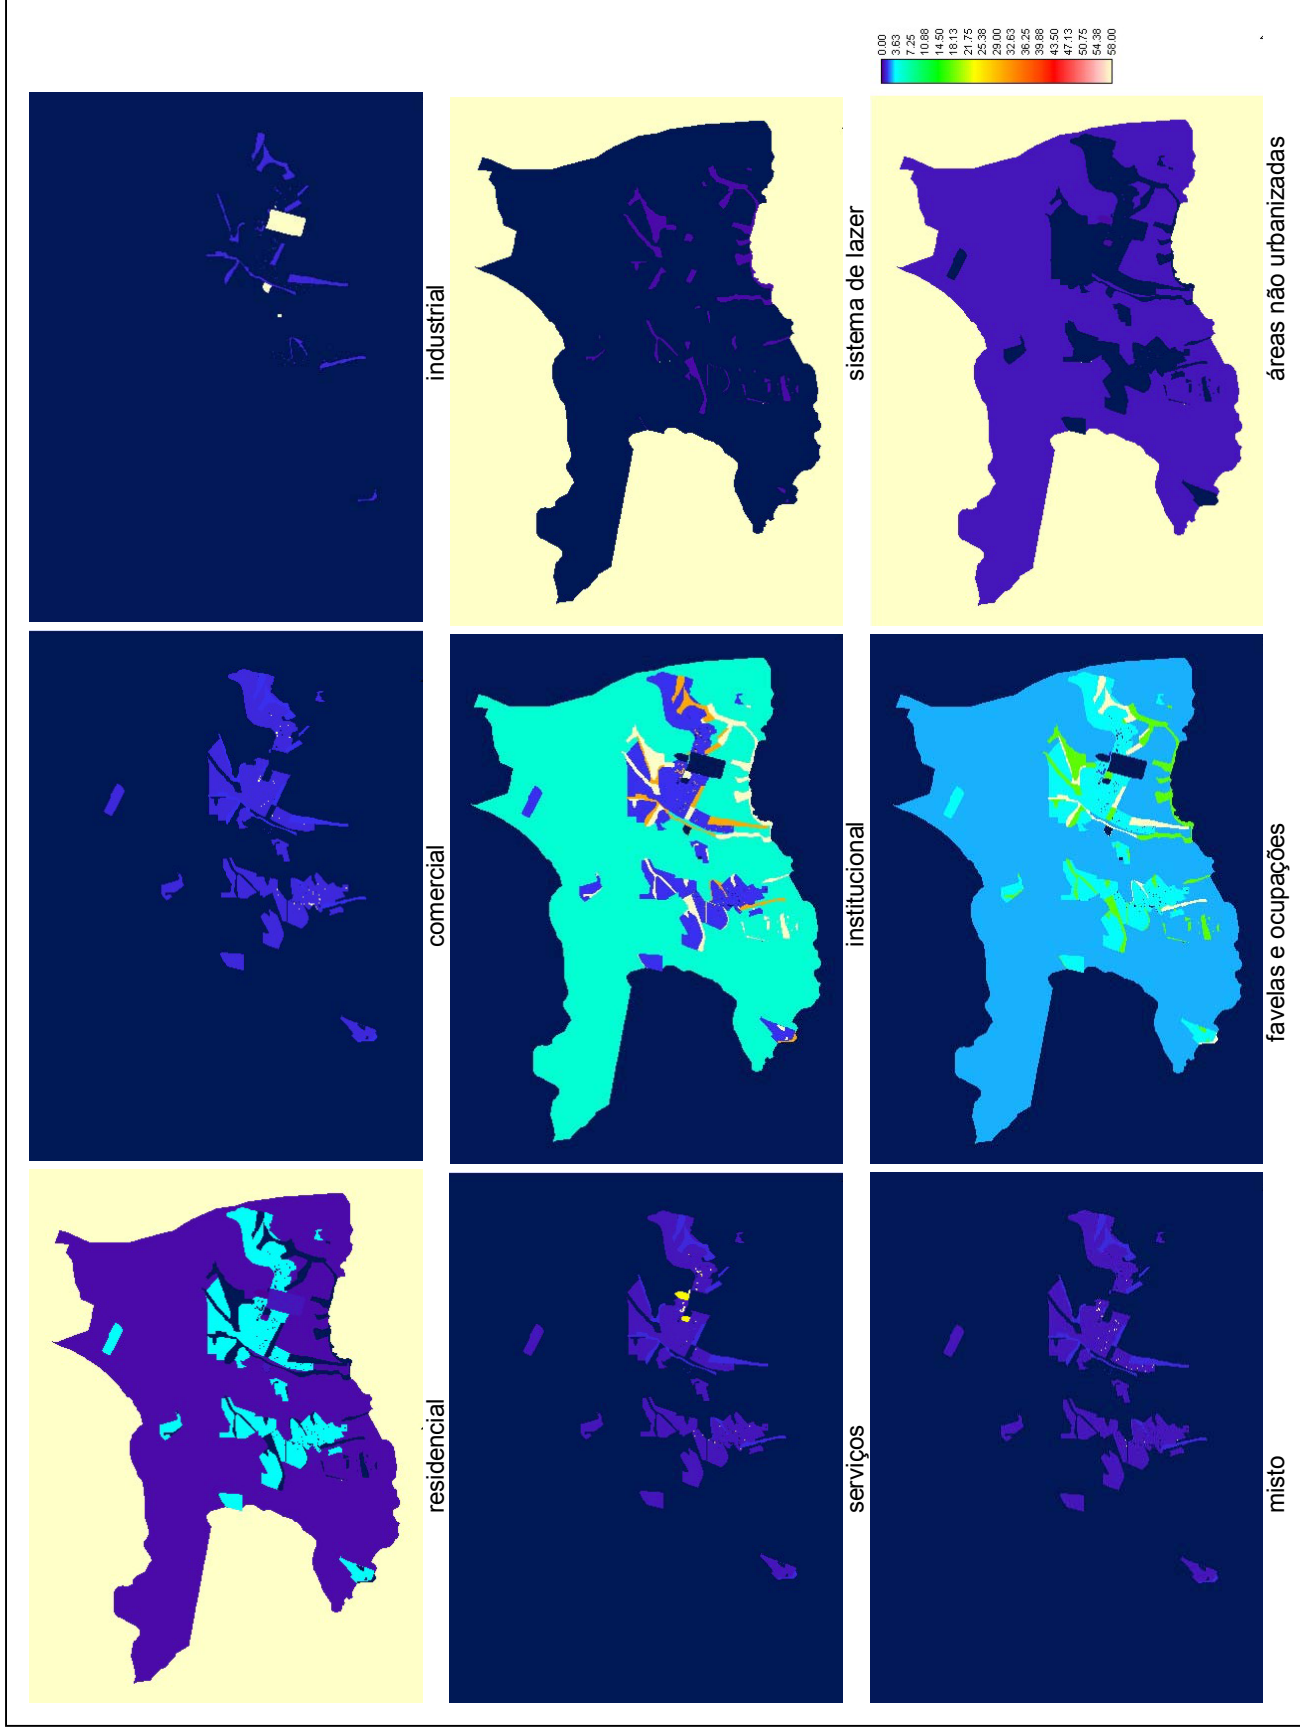 residencial
comercial
industrial
serviços
institucional
sistema de lazer
misto
favelas e ocupações
áreas não urbanizadas
0.00
3.63
7.25
10.88
14.50
18.13
21.75
25.38
29.00
32.63
36.25
39.88
43.50
47.13
50.75
54.38
58.00